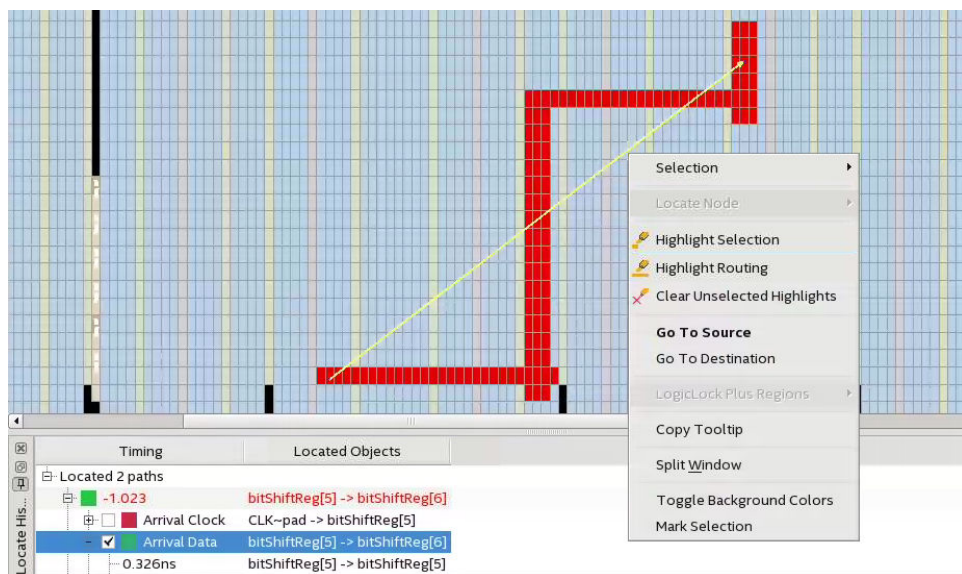 Selection
Locate Node
Highlight Selection
Highlight Routing
Clear Unselected Highlights
Go To Source
Go To Destination
LogicLock Plus Regions
Copy Tooltip
Split Window
Toggle Background Colors
Mark Selection
Locate His...
Timing Located Objects
Located 2 paths
-1.023 bitShiftReg[5] -> bitShiftReg[6]
Arrival Clock CLK~pad -> bitShiftReg[5]
Arrival Data bitShiftReg[5] -> bitShiftReg[6]
0.326ns bitShiftReg[5] -> bitShiftReg[5]